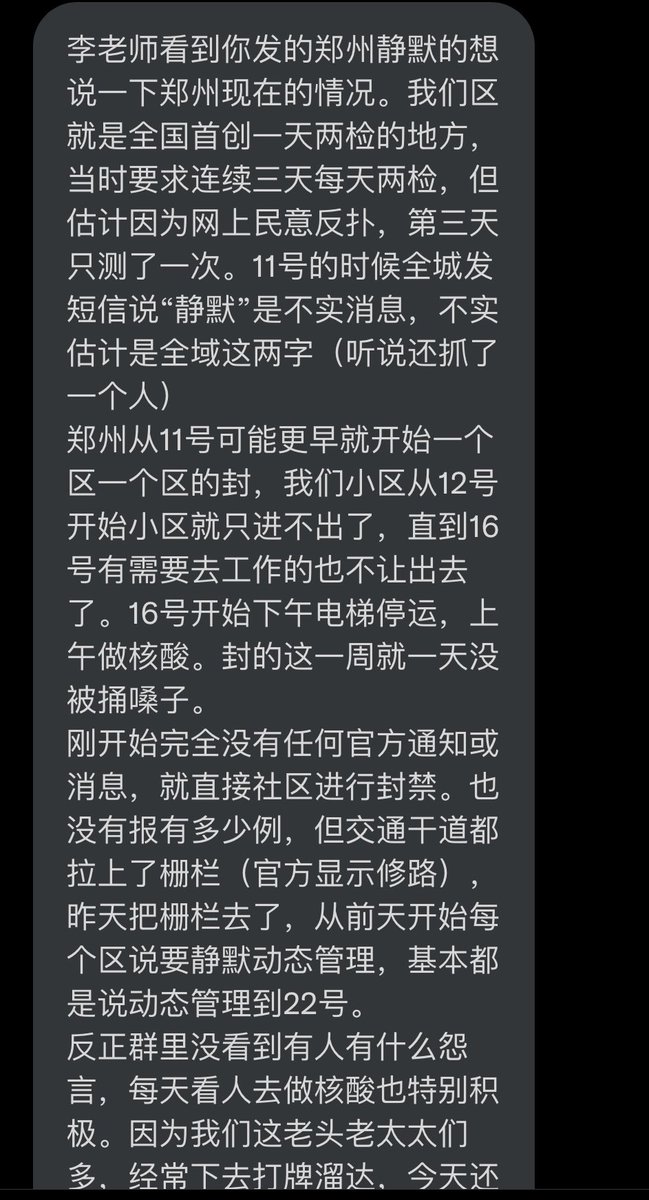 李老师看到你发的郑州静默的想
说一下郑州现在的情况。我们区
就是全国首创一天两检的地方，
当时要求连续三天每天两检，但
估计因为网上民意反扑，第三天
只测了一次。11号的时候全城发
短信说“静默”是不实消息，不实
估计是全域这两字（听说还抓了
一个人）
郑州从11号可能更早就开始一个
区一个区的封，我们小区从12号
开始小区就只进不出了，直到16
号有需要去工作的也不让出去
了。16号开始下午电梯停运，上
午做核酸。封的这一周就一天没
被捅嗓子。
刚开始完全没有任何官方通知或
消息，就直接社区进行封禁。也
没有报有多少例，但交通干道都
拉上了栅栏（官方显示修路），
昨天把栅栏去了，从前天开始每
个区说要静默动态管理，基本都
是说动态管理到22号。
反正群里没看到有人有什么怨
言，每天看人去做核酸也特别积
极。因为我们这老头老太太们
多，经常下去打牌溜达，今天还